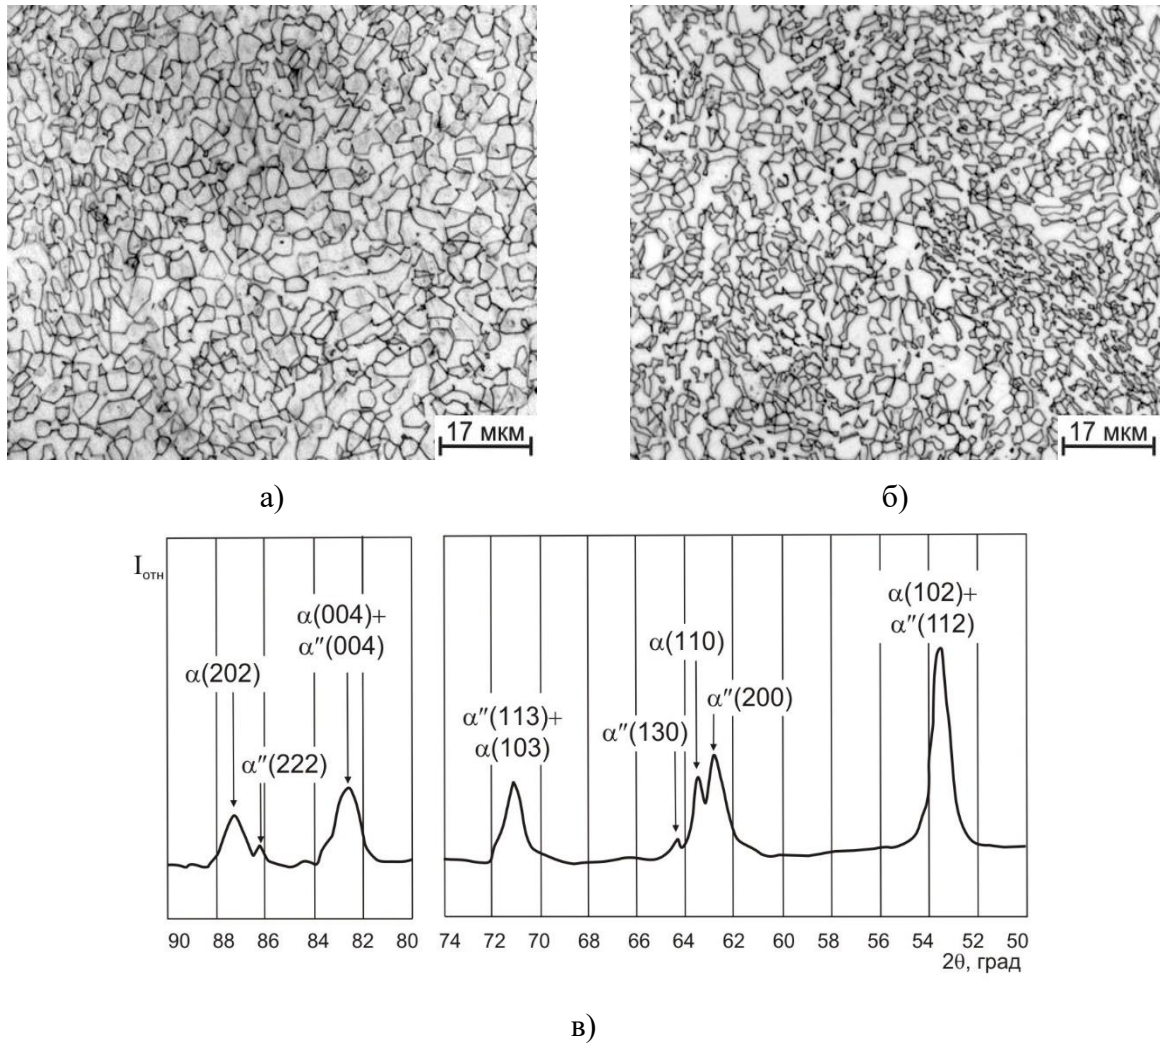 17 мкм
17 мкм
а)
б)
Iотн
α(202)
α″(222)
α(004)+
α″(004)
α″(113)+
α(103)
α″(130)
α(110)
α″(200)
α(102)+
α″(112)
90 88 86 84 82 80
74 72 70 68 66 64 62 60 58 56 54 52 50
2θ, град
в)